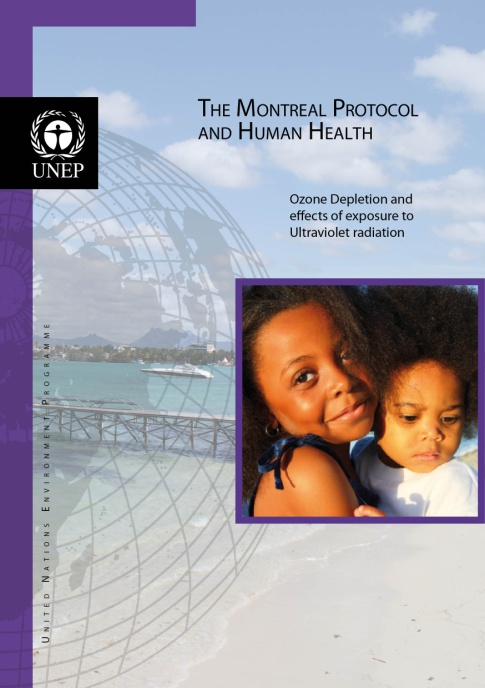 THE MONTREAL PROTOCOL
AND HUMAN HEALTH
UNEP
Ozone Depletion and
effects of exposure to
Ultraviolet radiation
UNITED NATIONS ENVIRONMENT PROGRAMME